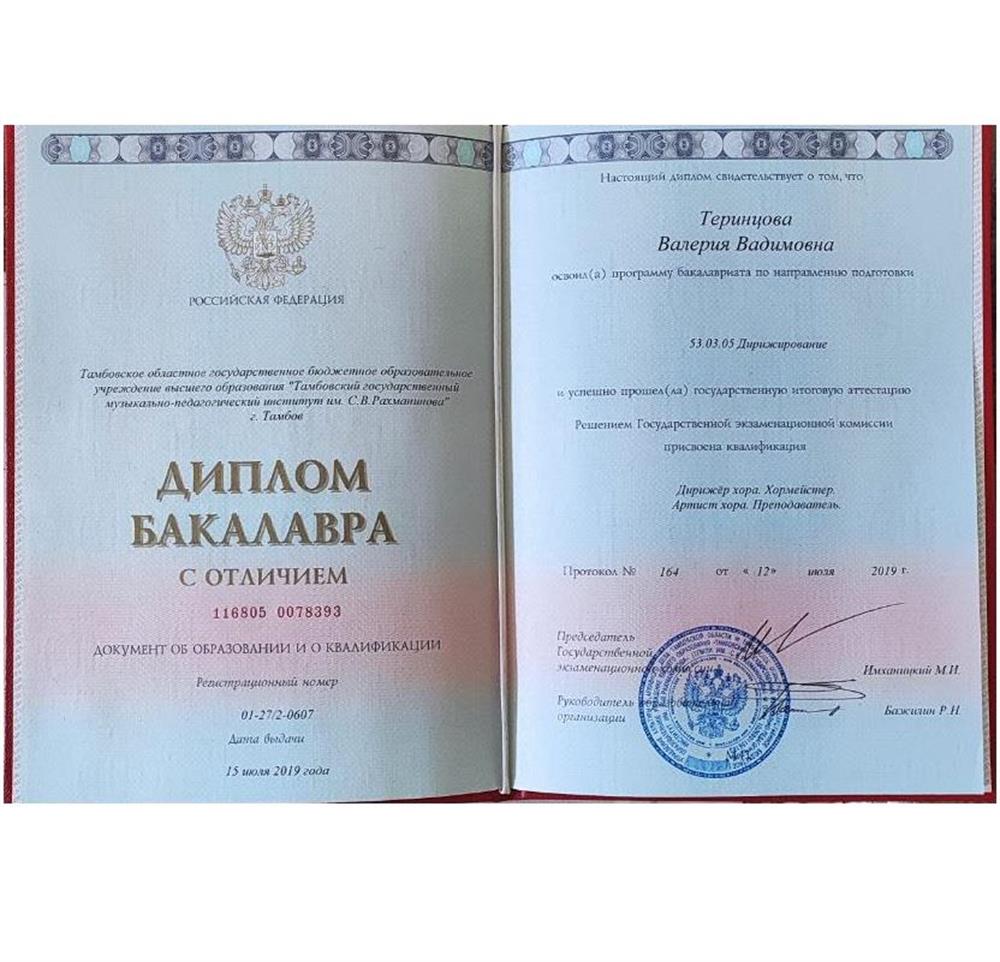 РОССИЙСКАЯ ФЕДЕРАЦИЯ
Тамбовское областное государственное бюджетное образовательное
учреждение высшего образования "Тамбовский государственный
музыкально-педагогический институт им. С.В.Рахманинова"
г. Тамбов
ДИПЛОМ
БАКАЛАВРА
С ОТЛИЧИЕМ
116805 0078393
ДОКУМЕНТ ОБ ОБРАЗОВАНИИ И О КВАЛИФИКАЦИИ
Регистрационный номер
01-27/2-0607
Дата выдачи
15 июля 2019 года
Настоящий диплом свидетельствует о том, что
Теринцова
Валерия Вадимовна
освоил(а) программу бакалавриата по направлению подготовки
53.03.05 Дирижирование
и успешно прошел(ла) государственную итоговую аттестацию
Решением Государственной экзаменационной комиссии
присвоена квалификация
Дирижёр хора. Хормейстер.
Артист хора. Преподаватель.
Протокол № 164 от « 12» июля 2019 г.
Председатель
Государственной
экзаменационной комиссии
Имханицкий М.И.
Руководитель образовательной
организации
Бажилин Р.Н.